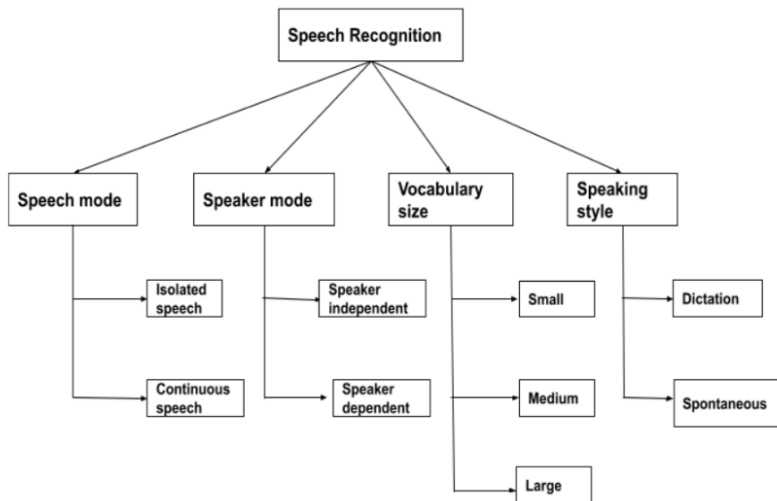 Speech Recognition
Speech mode
Speaker mode
Vocabulary
size
Speaking
style
Isolated
speech
Speaker
independent
Small
Dictation
Continuous
speech
Speaker
dependent
Medium
Spontaneous
Large